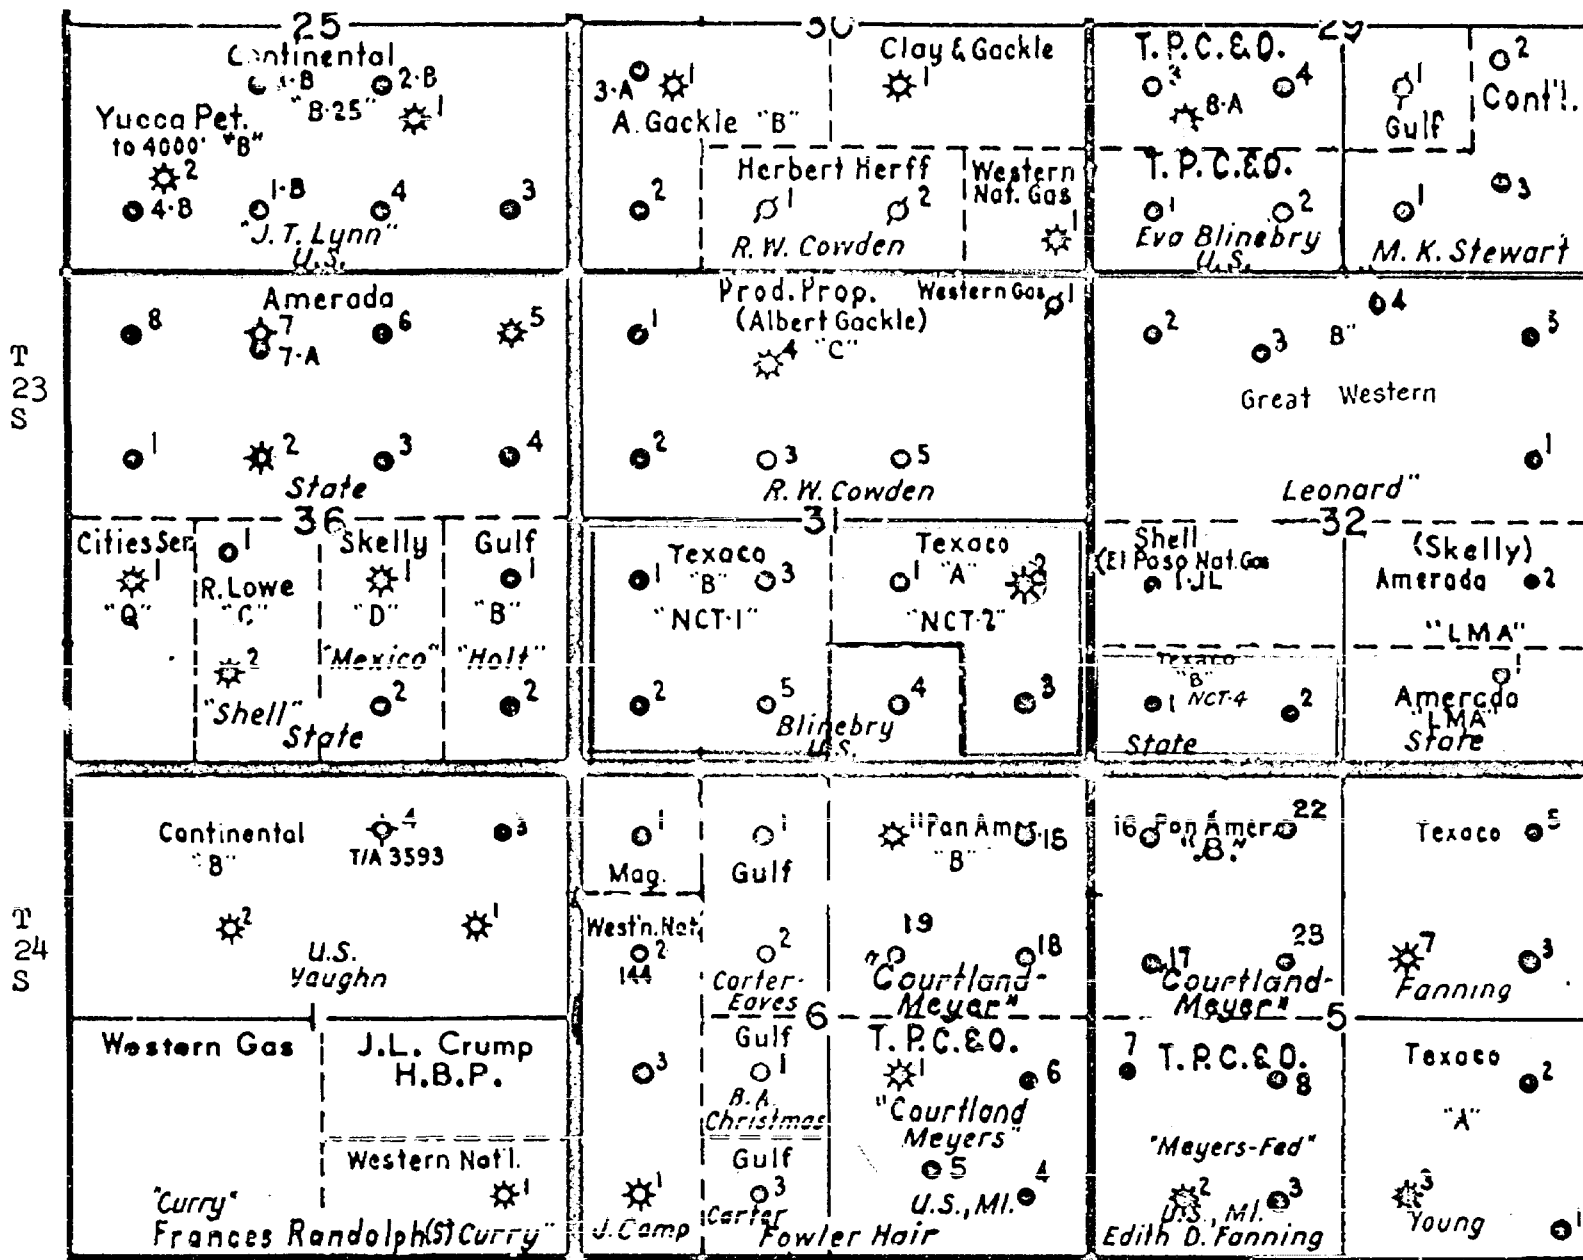 25
Continental
1·B 2·B
"B·25" 1
Yucca Pet.
to 4000' "B"
2
4·B 1·B 4 3
"J.T. Lynn"
U.S.
30
3·A 1
A. Gackle "B"
Clay & Gackle
1
2
Herbert Herff
1 2
R.W. Cowden
Western
Nat. Gas
1
29
T.P.C.&O.
3 4
8·A
T.P.C.&O.
1 2
Eva Blinebry
U.S.
1
Gulf
2
Cont'l.
1 3
M.K. Stewart
T
23
S
Amerada
8 7 6 5
7·A
1 2 3 4
State
36
Prod. Prop.
(Albert Gackle)
"C"
Western Gas 1
1
4
2 3 5
R.W. Cowden
31
2 3 B" 4 3
Great Western
1
Leonard"
32
Cities Ser.
1
"Q"
1
R. Lowe
"C"
2
"Shell"
Skelly
1
"D"
"Mexico"
2
Gulf
1
"B"
"Holt"
2
State
Texaco
1 "B" 3
"NCT·1"
2 5
Texaco
1 "A" 2
"NCT·2"
4 3
Blinebry
U.S.
Shell
(El Paso Nat. Gas
1·JL
Texaco
"B"
1 NCT-4 2
State
(Skelly)
Amerada 2
"LMA"
1
Amerada
"LMA"
State
T
24
S
Continental
"B"
4 3
T/A 3593
2 1
U.S.
Vaughn
Western Gas
"Curry"
J.L. Crump
H.B.P.
Western Nat'l.
1
Frances Randolph(S) Curry"
1
Mag.
West'n. Nat.
2
144
3
1
J. Camp
1
Gulf
2
Carter-
Eaves
6
Gulf
1
B.A.
Christmas
Gulf
3
Carter
Pan Amer. 15
"B"
19 18
"Courtland-
Meyer"
T.P.C.&O.
1 6
"Courtland
Meyers"
5 4
U.S., MI.
Fowler Hair
16 Pan Amer. 22
"B."
17 23
"Courtland-
Meyer"
5
7 T.P.C.&O.
8
"Meyers-Fed"
2 3
U.S., MI.
Edith D. Fanning
Texaco 5
7 3
Fanning
Texaco 2
"A"
3
Young 1